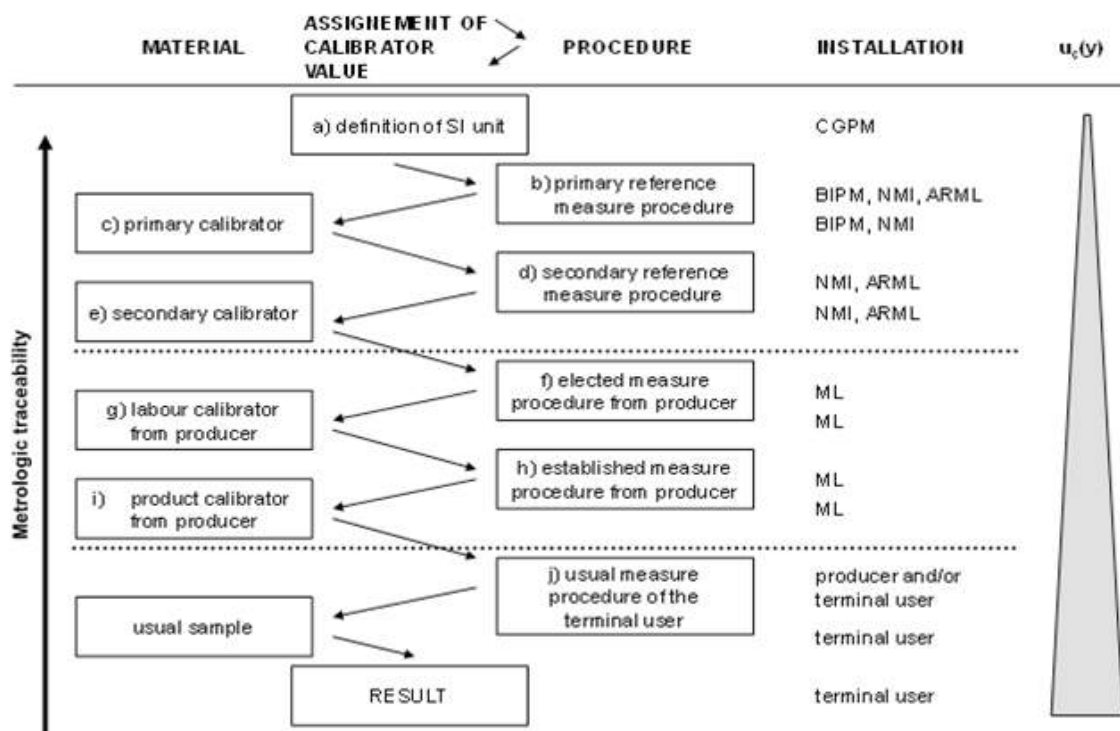 MATERIAL
ASSIGNEMENT OF
CALIBRATOR
VALUE
PROCEDURE
INSTALLATION
uc(y)
a) definition of SI unit
CGPM
b) primary reference
measure procedure
BIPM, NMI, ARML
c) primary calibrator
BIPM, NMI
d) secondary reference
measure procedure
NMI, ARML
e) secondary calibrator
NMI, ARML
f) elected measure
procedure from producer
ML
g) labour calibrator
from producer
ML
h) established measure
procedure from producer
ML
i) product calibrator
from producer
ML
j) usual measure
procedure of the
terminal user
producer and/or
terminal user
usual sample
terminal user
RESULT
terminal user
Metrologic traceability